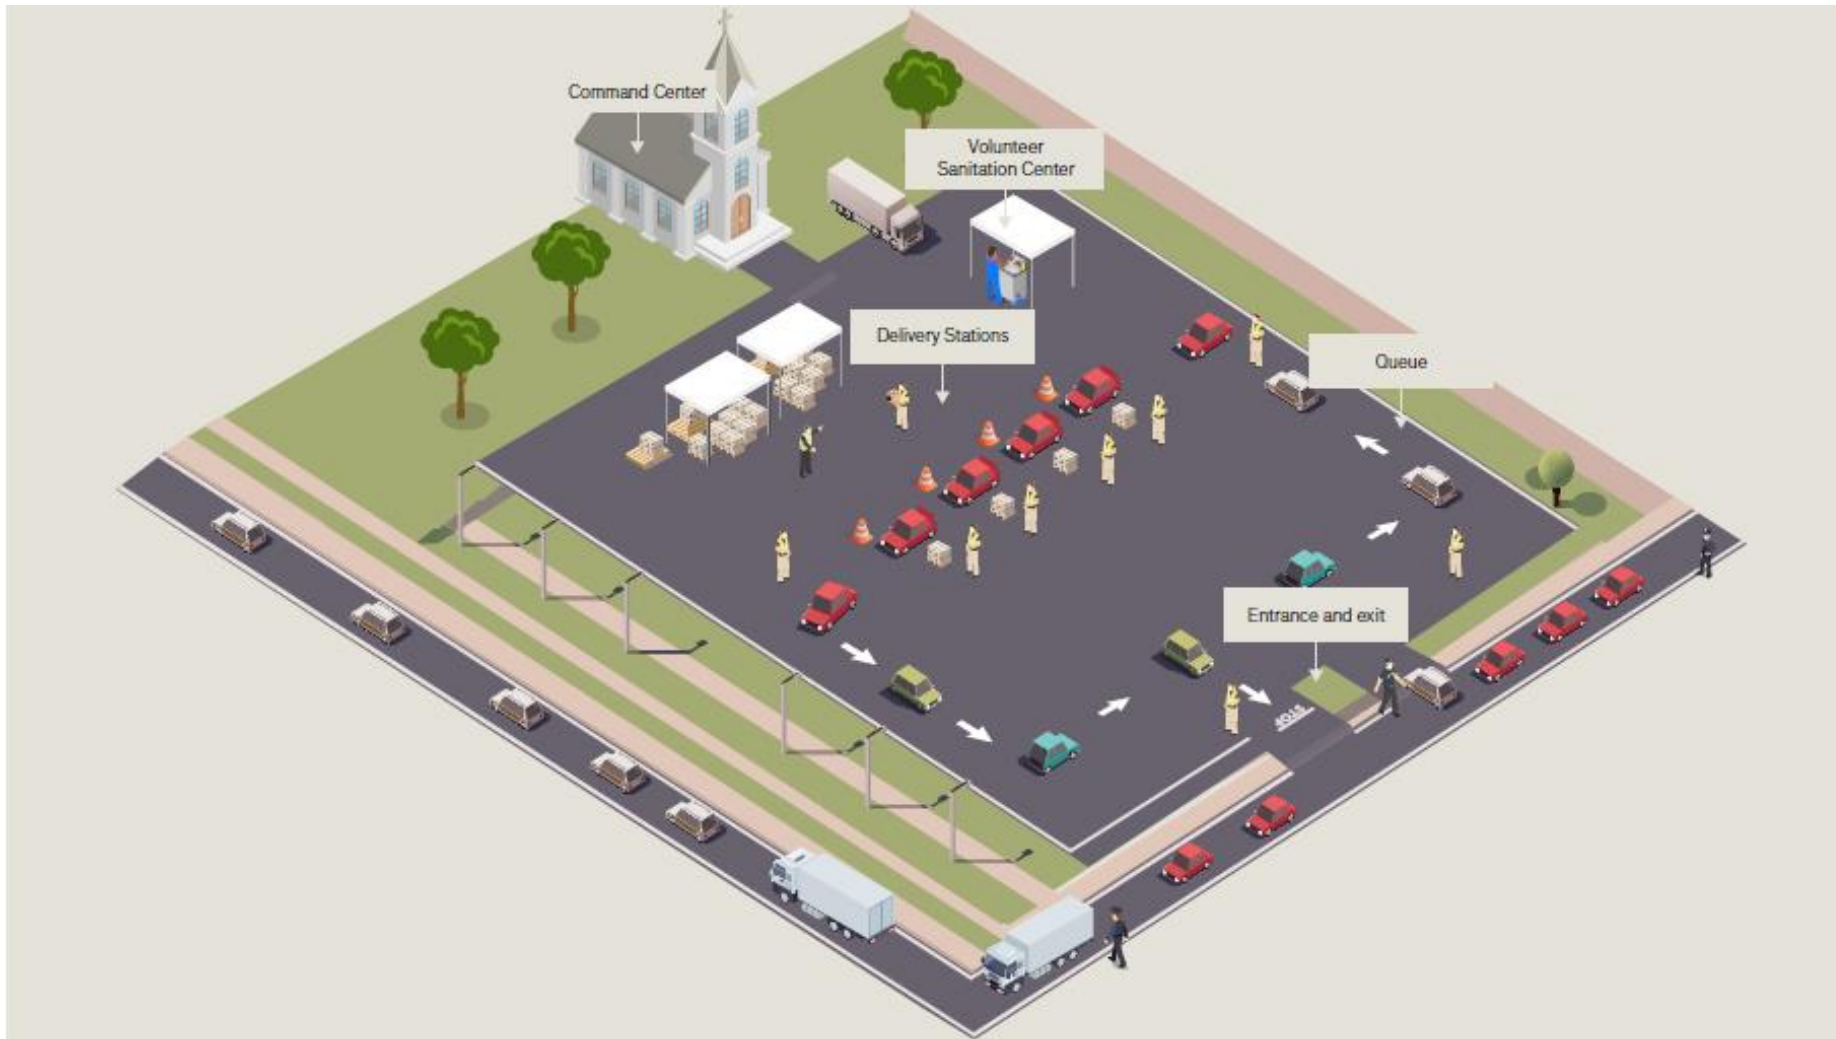 Command Center
Volunteer
Sanitation Center
Delivery Stations
Queue
Entrance and exit